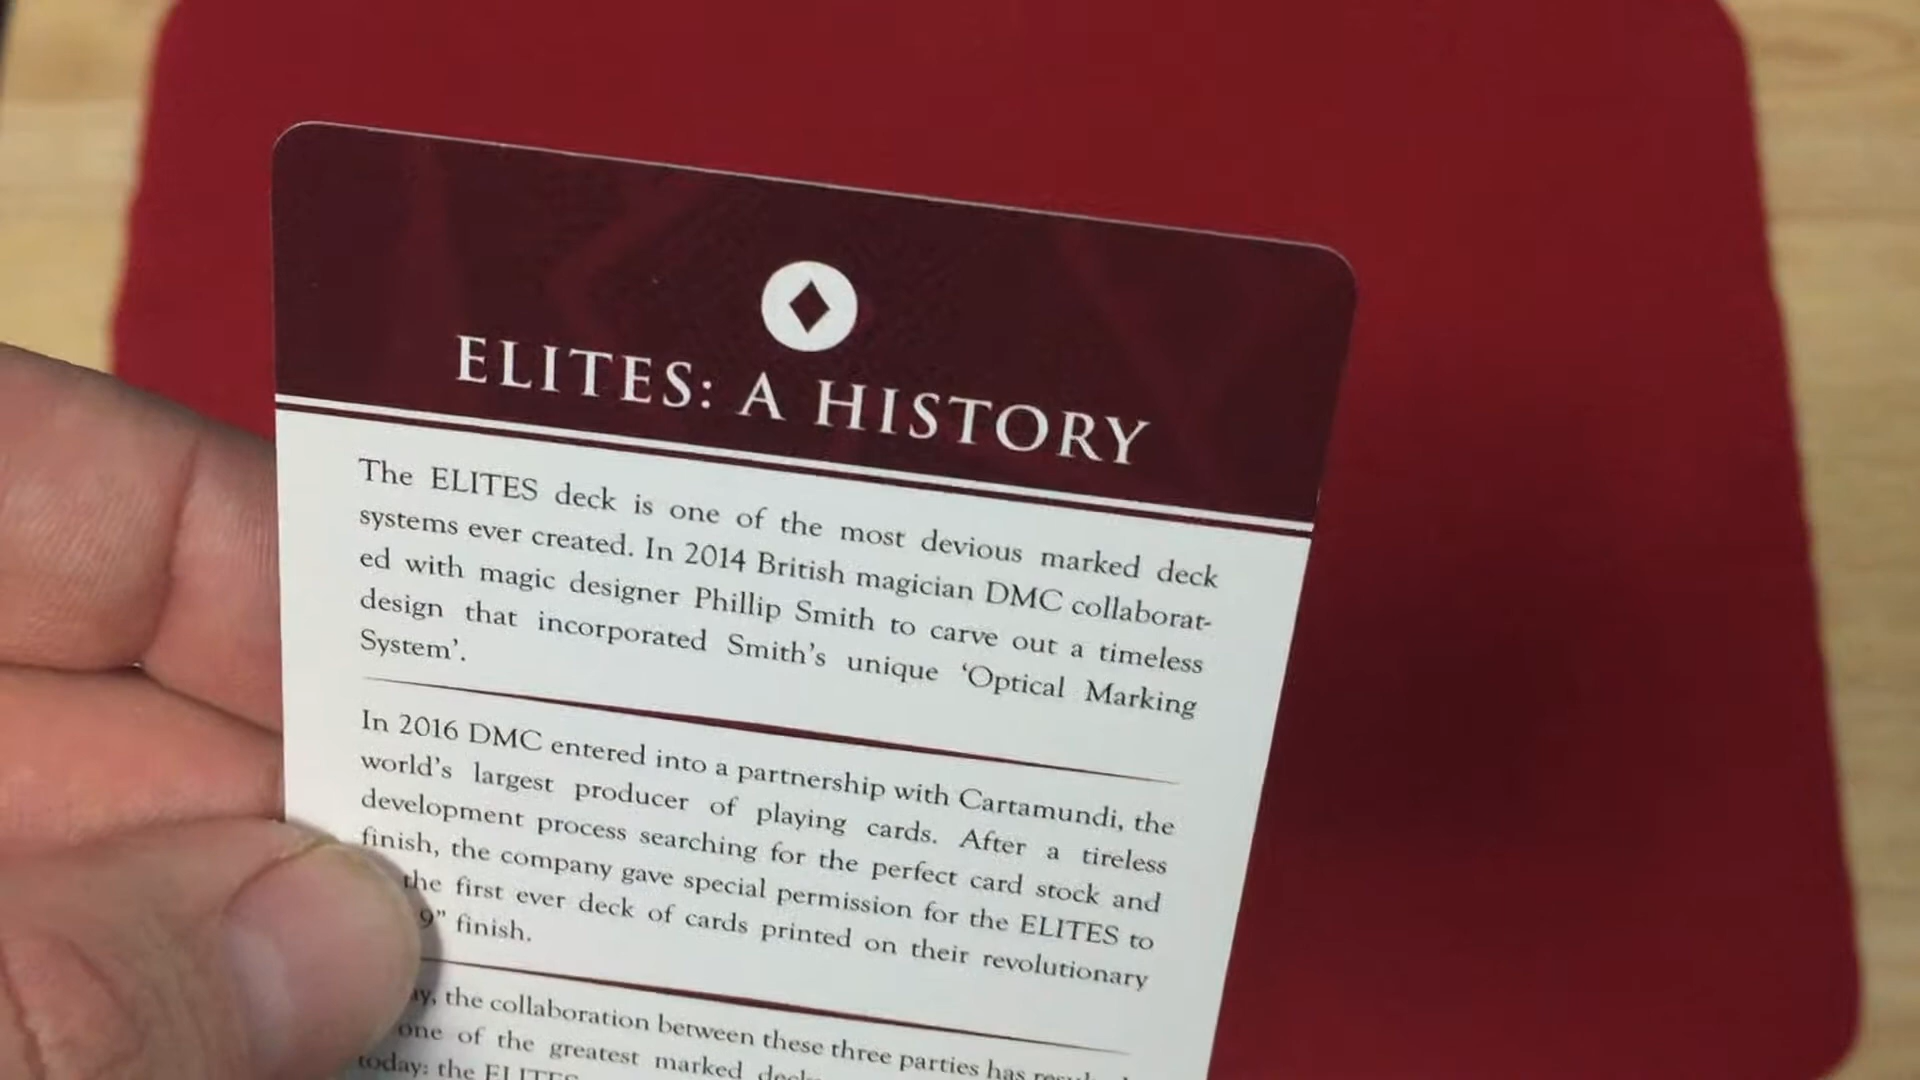 ELITES: A HISTORY
The ELITES deck is one of the most devious marked deck
systems ever created. In 2014 British magician DMC collaborat-
ed with magic designer Phillip Smith to carve out a timeless
design that incorporated Smith's unique 'Optical Marking
System'.
In 2016 DMC entered into a partnership with Cartamundi, the
world's largest producer of playing cards. After a tireless
development process searching for the perfect card stock and
finish, the company gave special permission for the ELITES to
the first ever deck of cards printed on their revolutionary
9” finish.
the collaboration between these three parties has
one of the greatest marked
today: the